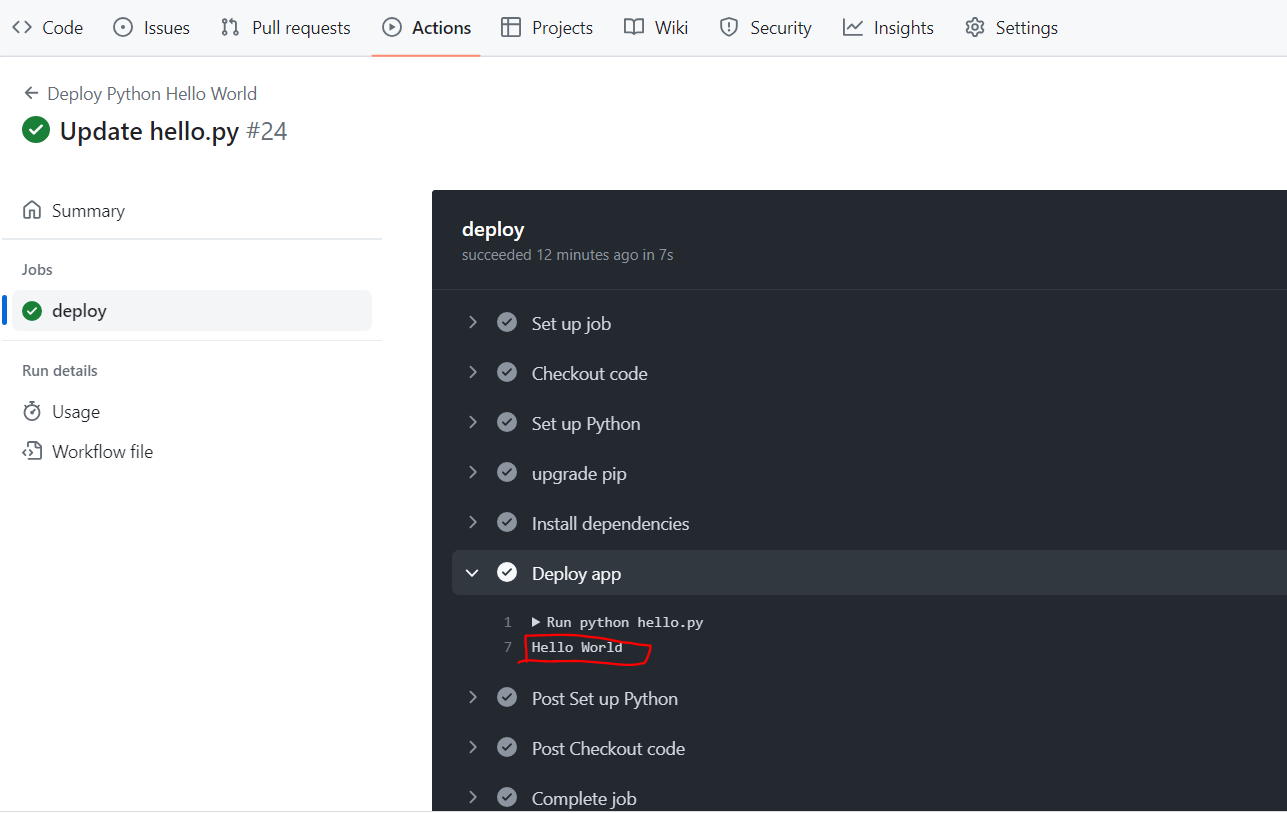 Code Issues Pull requests Actions Projects Wiki Security Insights Settings
Deploy Python Hello World
Update hello.py #24
Summary
Jobs
deploy
Run details
Usage
Workflow file
deploy
succeeded 12 minutes ago in 7s
Set up job
Checkout code
Set up Python
upgrade pip
Install dependencies
Deploy app
1 Run python hello.py
7 Hello World
Post Set up Python
Post Checkout code
Complete job